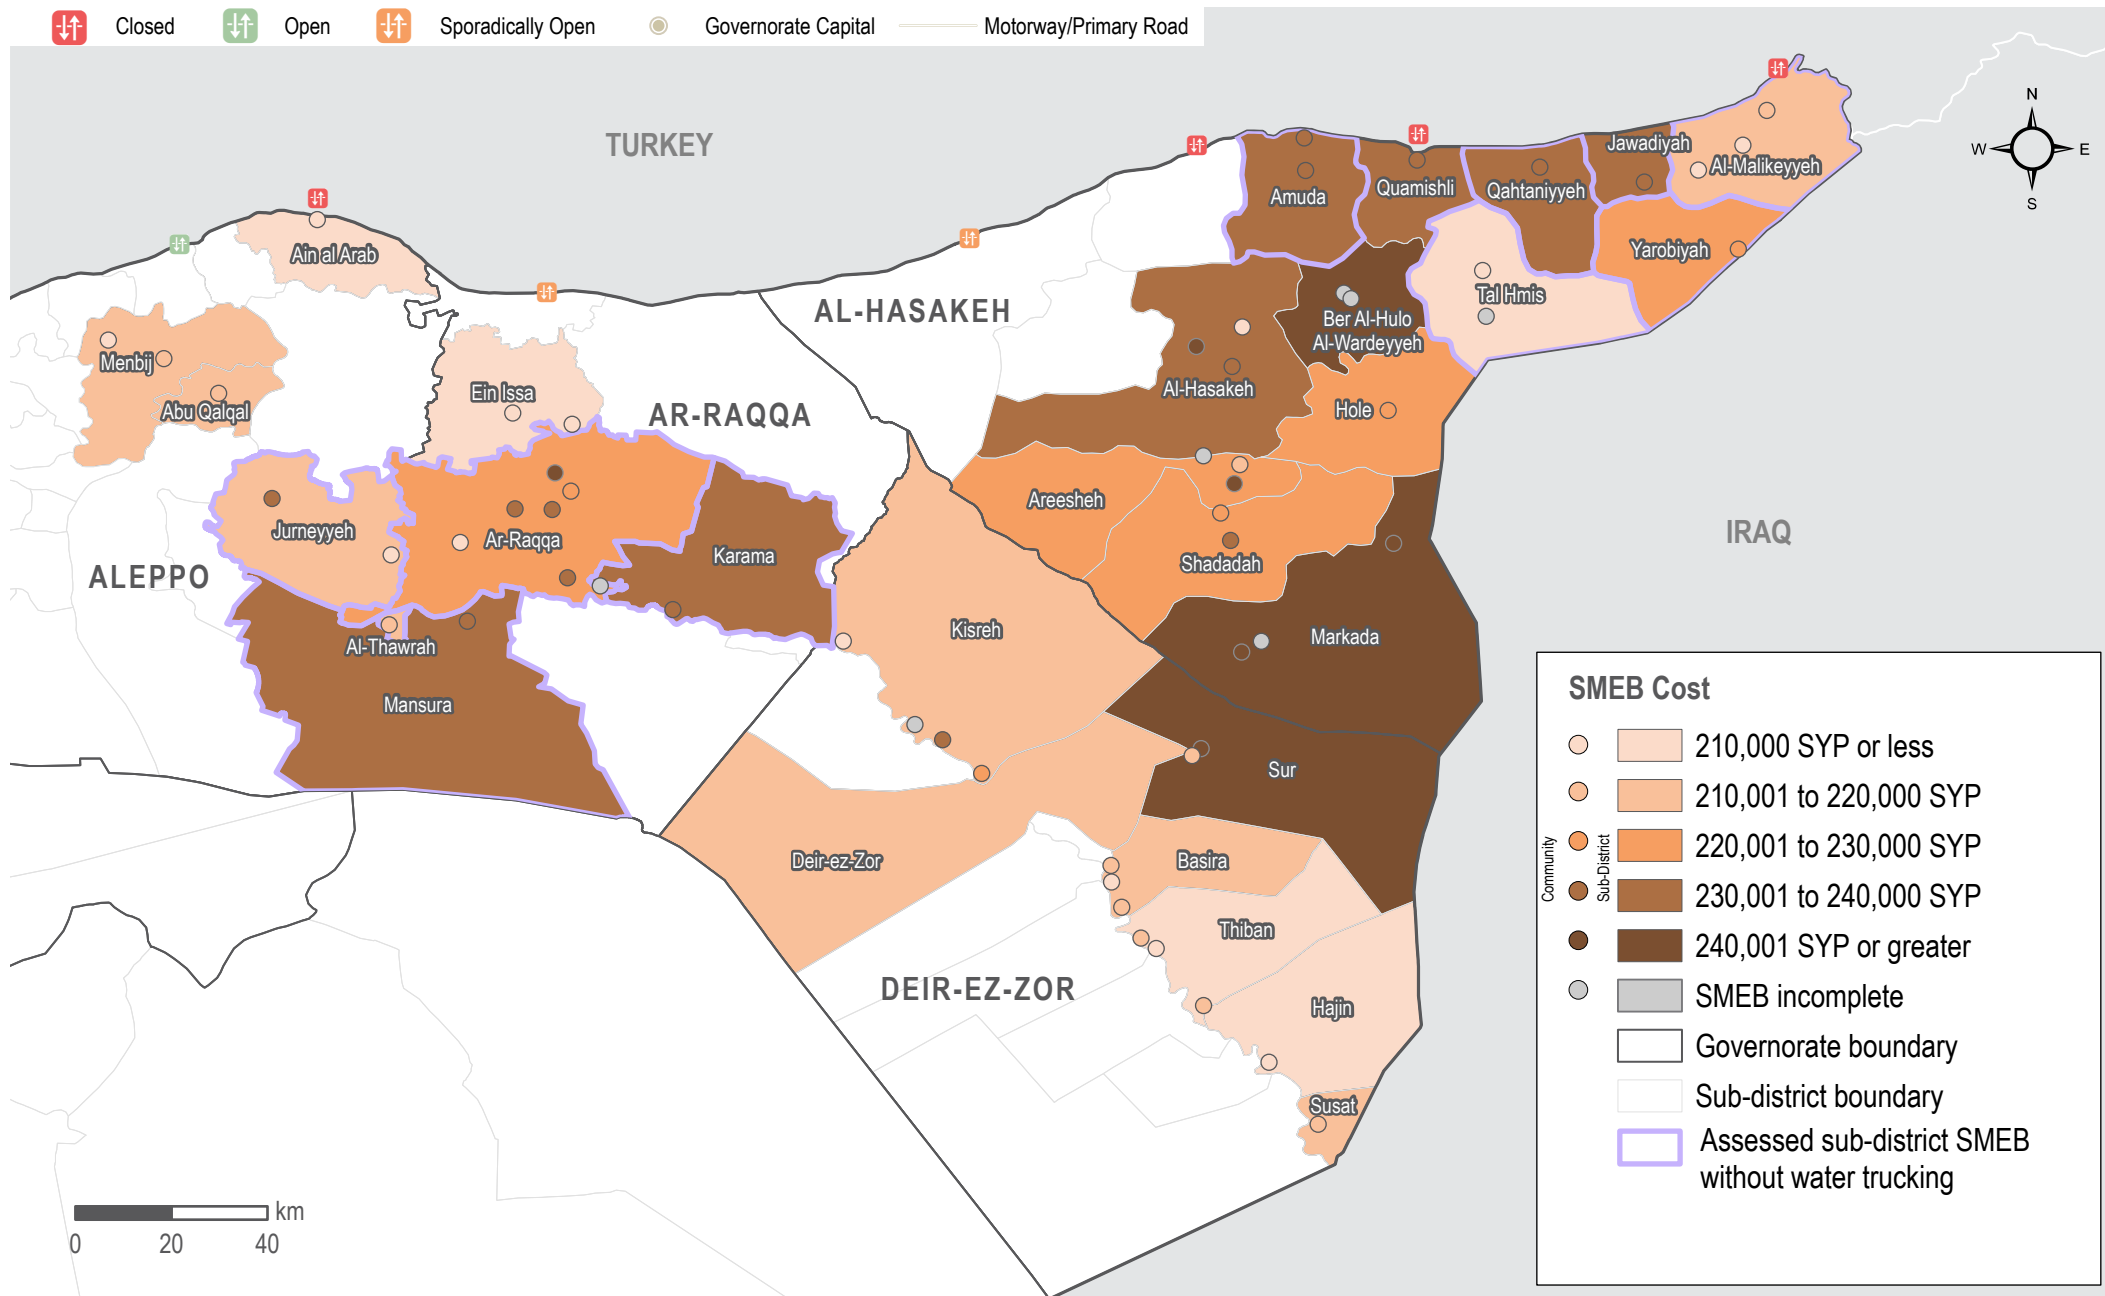 Closed
Open
Sporadically Open
Governorate Capital
Motorway/Primary Road
TURKEY
N
W
E
S
Jawadiyah
Al-Malikeyyeh
Quamishli
Qahtaniyyeh
Amuda
Yarobiyah
Ain al Arab
Tal Hmis
AL-HASAKEH
Ber Al-Hulo
Al-Wardeyyeh
Menbij
Al-Hasakeh
Ein Issa
Abu Qalqal
AR-RAQQA
Hole
Areesheh
Jurneyyeh
Ar-Raqqa
Karama
Shadadah
IRAQ
ALEPPO
Kisreh
Markada
Al-Thawrah
Mansura
Sur
Deir-ez-Zor
Basira
Thiban
DEIR-EZ-ZOR
Hajin
Susat
SMEB Cost
Community
Sub-District
210,000 SYP or less
210,001 to 220,000 SYP
220,001 to 230,000 SYP
230,001 to 240,000 SYP
240,001 SYP or greater
SMEB incomplete
Governorate boundary
Sub-district boundary
Assessed sub-district SMEB
without water trucking
km
0 20 40